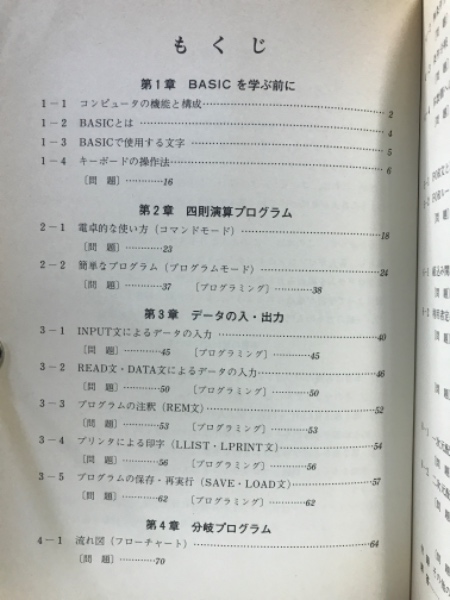 もくじ
第1章 BASICを学ぶ前に
1－1 コンピュータの機能と構成…………2
1－2 BASICとは…………4
1－3 BASICで使用する文字…………5
1－4 キーボードの操作法…………6
〔問題〕…………16
第2章 四則演算プログラム
2－1 電卓的な使い方（コマンドモード）…………18
〔問題〕…………23
2－2 簡単なプログラム（プログラムモード）…………24
〔問題〕…………37 〔プログラミング〕…………38
第3章 データの入・出力
3－1 INPUT文によるデータの入力…………40
〔問題〕…………45 〔プログラミング〕…………45
3－2 READ文・DATA文によるデータの入力…………46
〔問題〕…………50 〔プログラミング〕…………50
3－3 プログラムの注釈（REM文）…………52
〔問題〕…………53 〔プログラミング〕…………53
3－4 プリンタによる印字（LLIST・LPRINT文）…………54
〔問題〕…………56 〔プログラミング〕…………56
3－5 プログラムの保存・再実行（SAVE・LOAD文）…………57
〔問題〕…………62 〔プログラミング〕…………62
第4章 分岐プログラム
4－1 流れ図（フローチャート）…………64
〔問題〕…………70